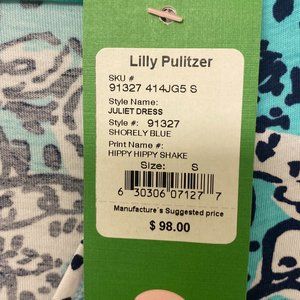 Lilly Pulitzer
SKU #
91327 414JG5 S
Style Name:
JULIET DRESS
Style #: 91327
SHORELY BLUE
Print Name #:
HIPPY HIPPY SHAKE
Size: S
6 30306 07127 7
Manufacture's Suggested price
$ 98.00